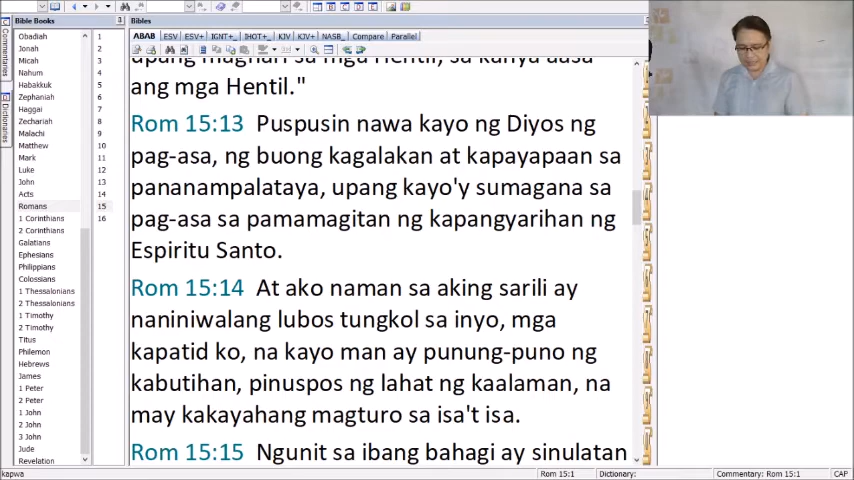 Bible Books
Bibles
Commentaries
Dictionaries
Obadiah
Jonah
Micah
Nahum
Habakkuk
Zephaniah
Haggai
Zechariah
Malachi
Matthew
Mark
Luke
John
Acts
Romans
1 Corinthians
2 Corinthians
Galatians
Ephesians
Philippians
Colossians
1 Thessalonians
2 Thessalonians
1 Timothy
2 Timothy
Titus
Philemon
Hebrews
James
1 Peter
2 Peter
1 John
2 John
3 John
Jude
Revelation
1
2
3
4
5
6
7
8
9
10
11
12
13
14
15
16
ABAB ESV ESV+ IGNT+_ IHOT+_ KJV KJV+ NASB_ Compare Parallel
upang maghari sa mga Hentil, sa kanya aasa
ang mga Hentil."
Rom 15:13 Puspusin nawa kayo ng Diyos ng
pag-asa, ng buong kagalakan at kapayapaan sa
pananampalataya, upang kayo'y sumagana sa
pag-asa sa pamamagitan ng kapangyarihan ng
Espiritu Santo.
Rom 15:14 At ako naman sa aking sarili ay
naniniwalang lubos tungkol sa inyo, mga
kapatid ko, na kayo man ay punung-puno ng
kabutihan, pinuspos ng lahat ng kaalaman, na
may kakayahang magturo sa isa't isa.
Rom 15:15 Ngunit sa ibang bahagi ay sinulatan
kapwa
Rom 15:1
Dictionary:
Commentary: Rom 15:1
CAP